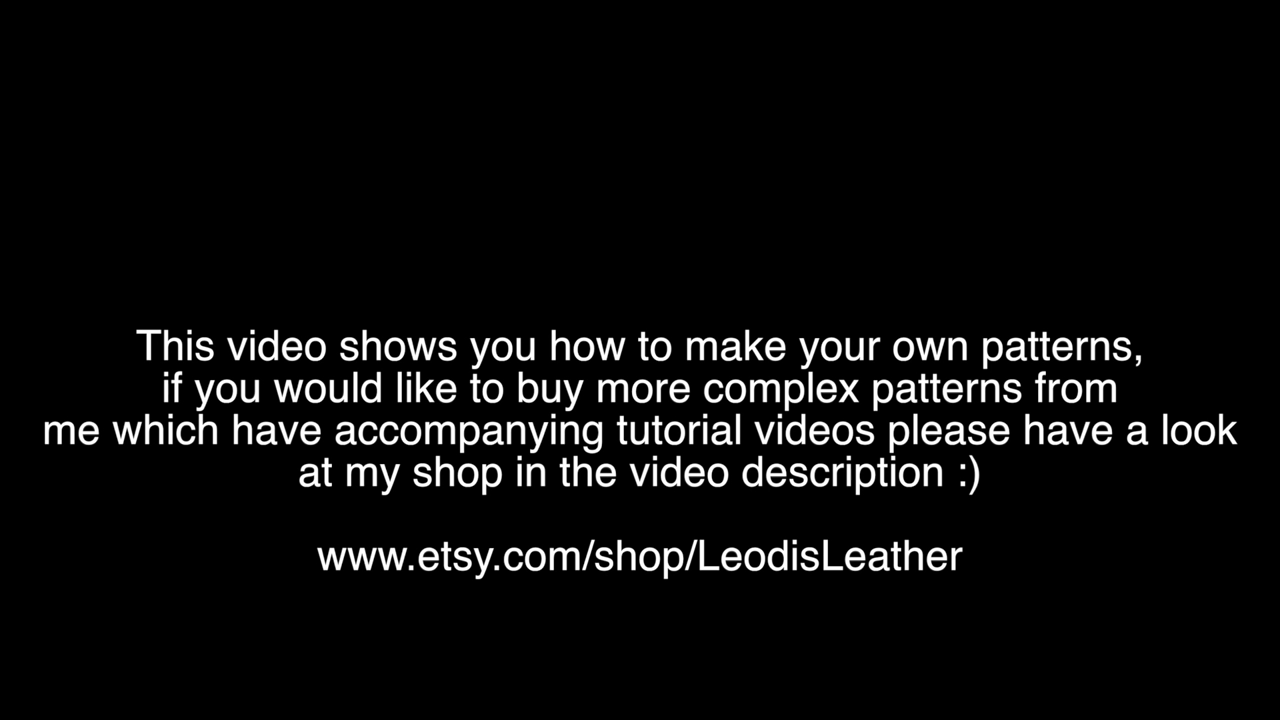 This video shows you how to make your own patterns,
if you would like to buy more complex patterns from
me which have accompanying tutorial videos please have a look
at my shop in the video description :)
www.etsy.com/shop/LeodisLeather